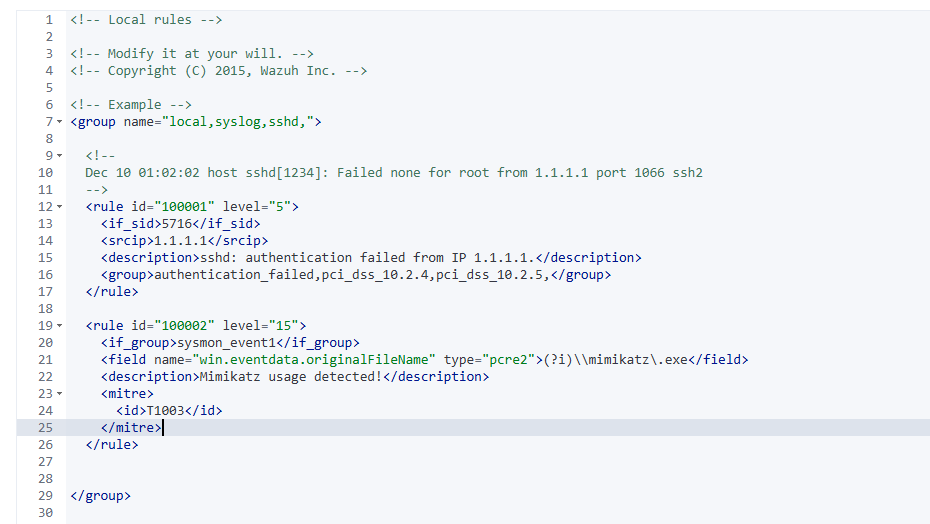 1 <!-- Local rules -->
2
3 <!-- Modify it at your will. -->
4 <!-- Copyright (C) 2015, Wazuh Inc. -->
5
6 <!-- Example -->
7 <group name="local,syslog,sshd,">
8
9   <!--
10   Dec 10 01:02:02 host sshd[1234]: Failed none for root from 1.1.1.1 port 1066 ssh2
11   -->
12   <rule id="100001" level="5">
13     <if_sid>5716</if_sid>
14     <srcip>1.1.1.1</srcip>
15     <description>sshd: authentication failed from IP 1.1.1.1.</description>
16     <group>authentication_failed,pci_dss_10.2.4,pci_dss_10.2.5,</group>
17   </rule>
18
19   <rule id="100002" level="15">
20     <if_group>sysmon_event1</if_group>
21     <field name="win.eventdata.originalFileName" type="pcre2">(?i)\\mimikatz\.exe</field>
22     <description>Mimikatz usage detected!</description>
23     <mitre>
24       <id>T1003</id>
25     </mitre>
26   </rule>
27
28
29 </group>
30